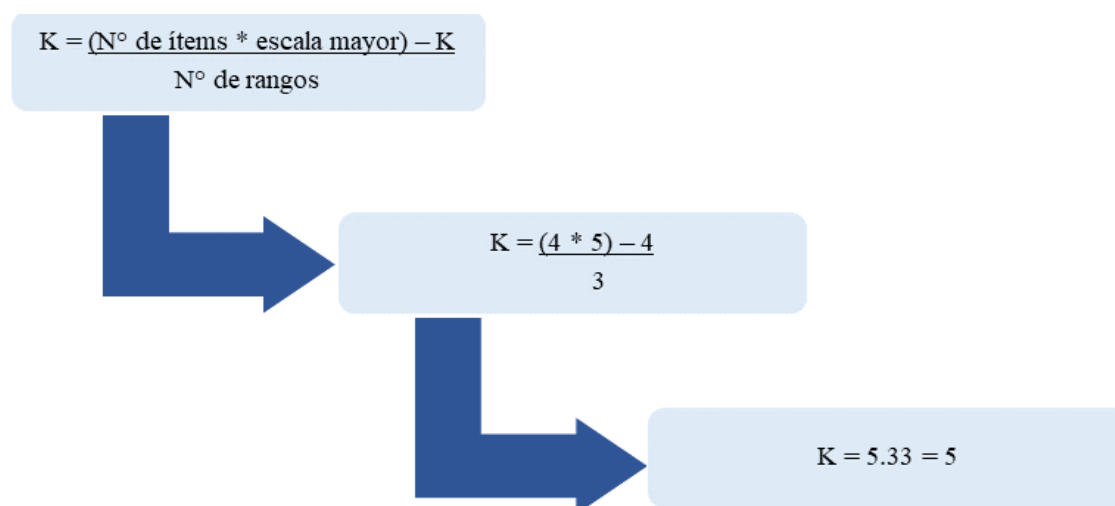 K = (N° de ítems * escala mayor) – K
N° de rangos
K = (4 * 5) – 4
3
K = 5.33 = 5